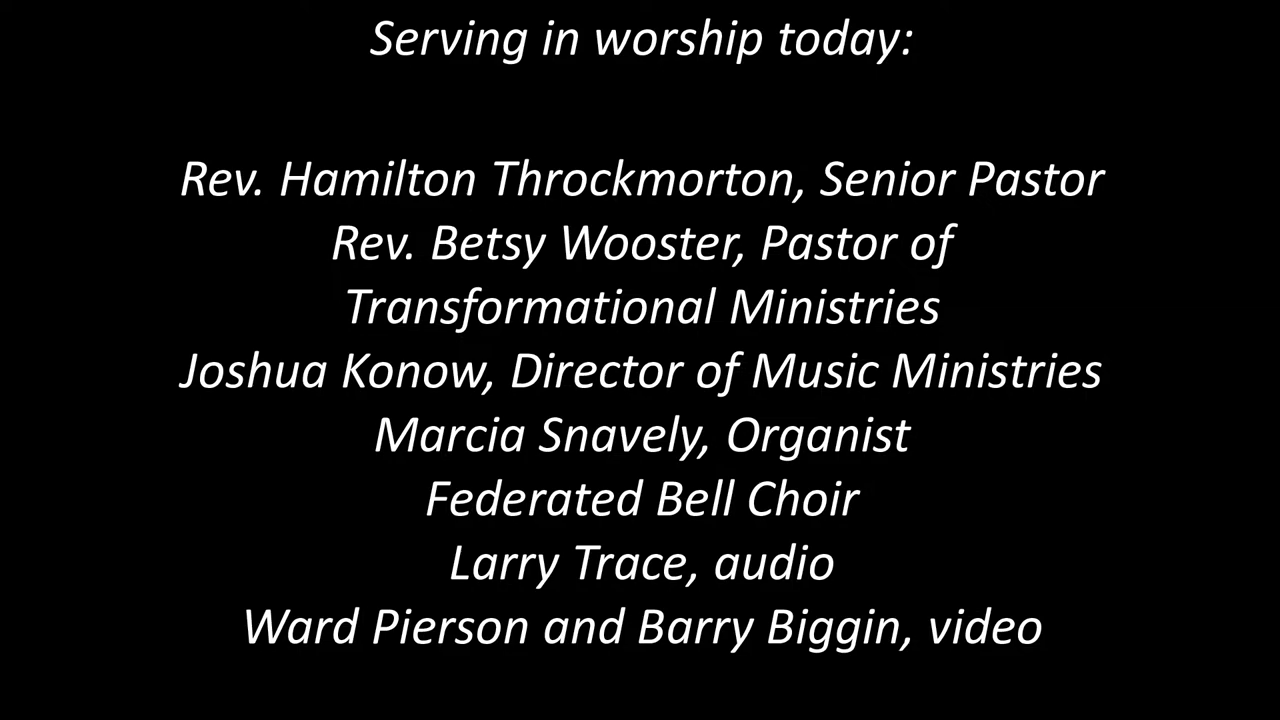 Serving in worship today:
Rev. Hamilton Throckmorton, Senior Pastor
Rev. Betsy Wooster, Pastor of
Transformational Ministries
Joshua Konow, Director of Music Ministries
Marcia Snavely, Organist
Federated Bell Choir
Larry Trace, audio
Ward Pierson and Barry Biggin, video